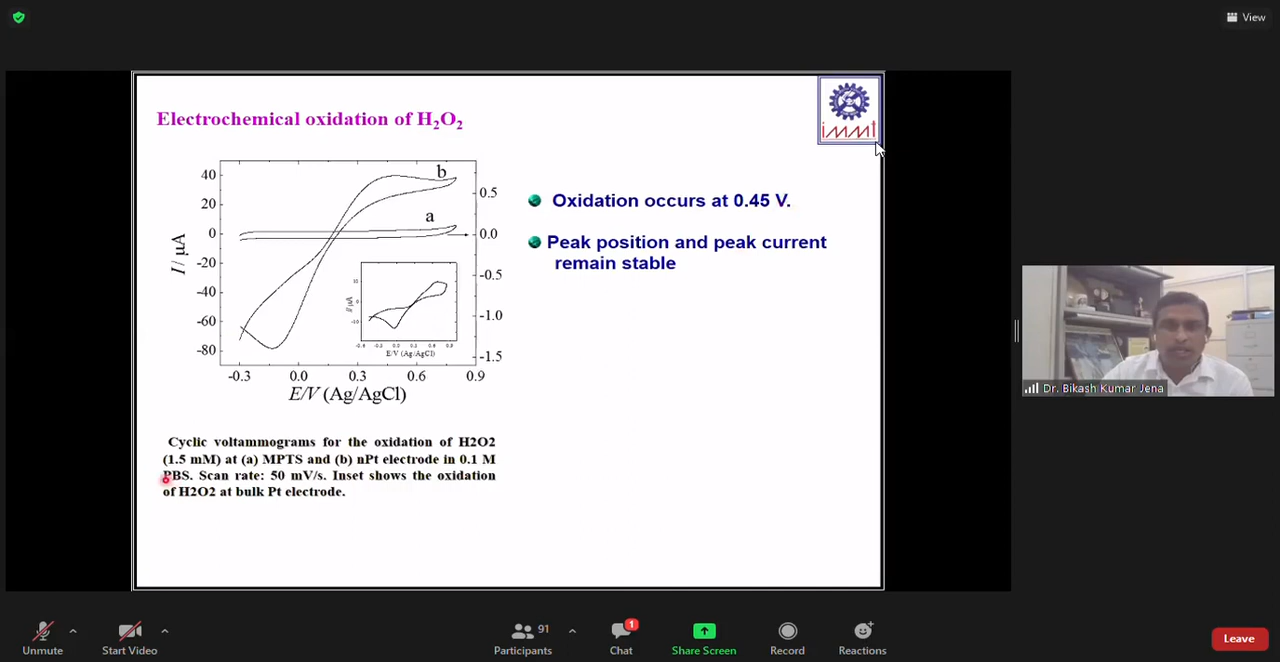 View
Electrochemical oxidation of H₂O₂
immt
b
a
40
20
0
-20
-40
-60
-80
I / µA
0.5
0.0
-0.5
-1.0
-1.5
-0.3 0.0 0.3 0.6 0.9
E/V (Ag/AgCl)
E/V (Ag/AgCl)
Oxidation occurs at 0.45 V.
Peak position and peak current
remain stable
Cyclic voltammograms for the oxidation of H2O2
(1.5 mM) at (a) MPTS and (b) nPt electrode in 0.1 M
PBS. Scan rate: 50 mV/s. Inset shows the oxidation
of H2O2 at bulk Pt electrode.
Dr. Bikash Kumar Jena
Unmute
Start Video
91
Participants
1
Chat
Share Screen
Record
Reactions
Leave